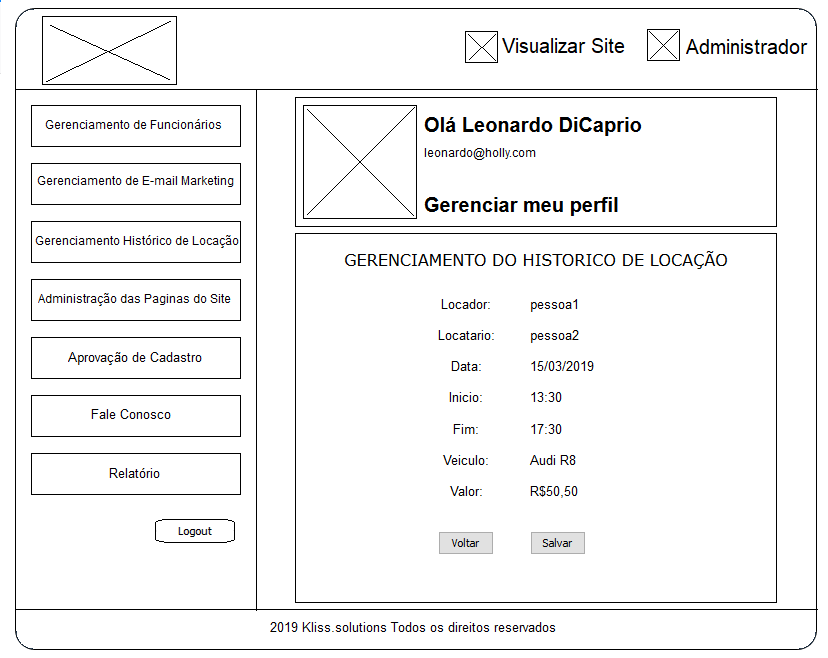 Visualizar Site
Administrador
Gerenciamento de Funcionários
Gerenciamento de E-mail Marketing
Gerenciamento Histórico de Locação
Administração das Paginas do Site
Aprovação de Cadastro
Fale Conosco
Relatório
Logout
Olá Leonardo DiCaprio
leonardo@holly.com
Gerenciar meu perfil
GERENCIAMENTO DO HISTORICO DE LOCAÇÃO
Locador: pessoa1
Locatario: pessoa2
Data: 15/03/2019
Inicio: 13:30
Fim: 17:30
Veiculo: Audi R8
Valor: R$50,50
Voltar Salvar
2019 Kliss.solutions Todos os direitos reservados